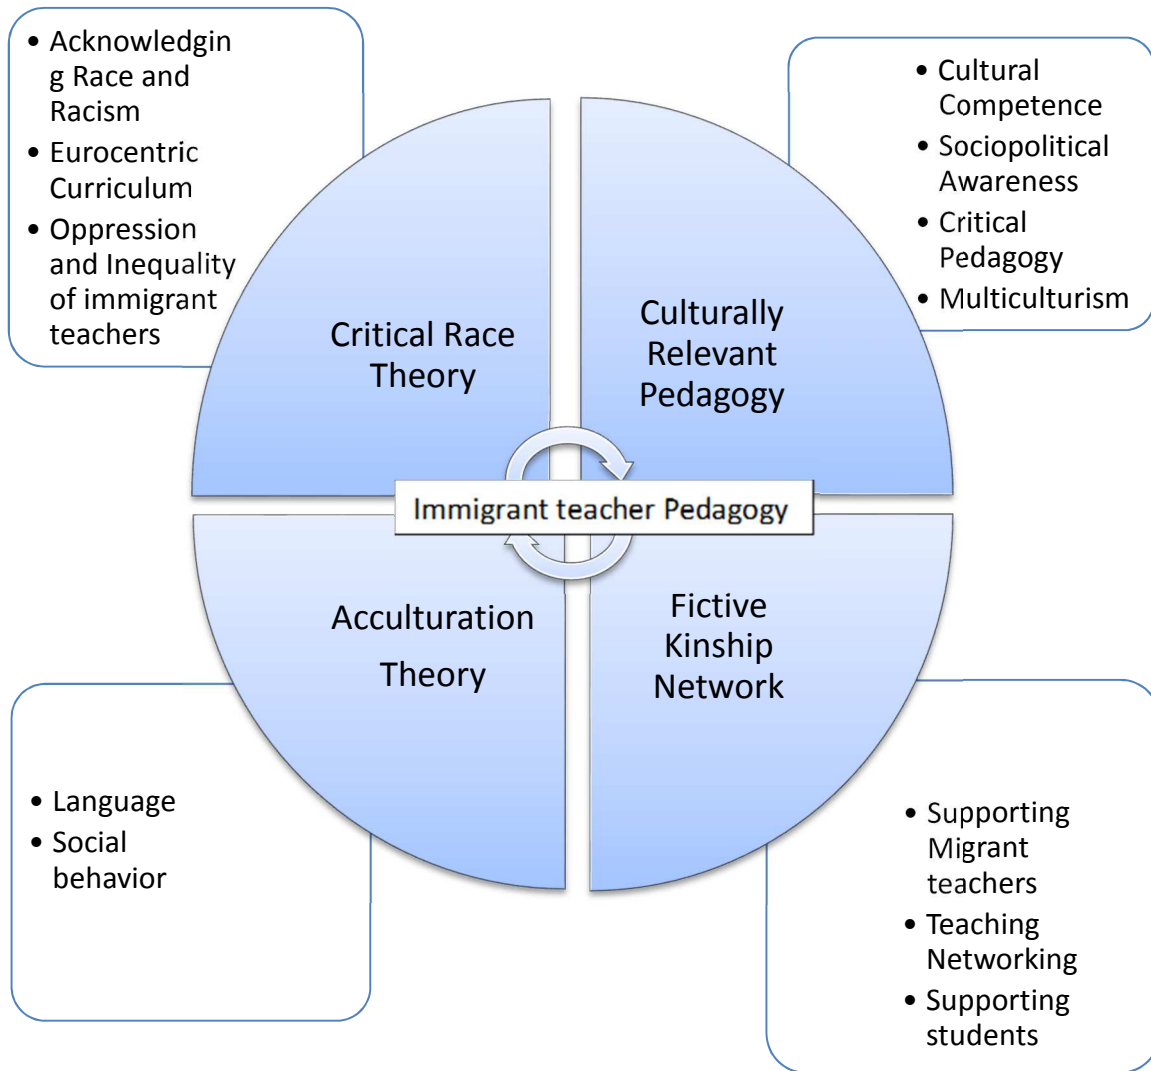 • Acknowledgin
g Race and
Racism
• Eurocentric
Curriculum
• Oppression
and Inequality
of immigrant
teachers
• Cultural
Competence
• Sociopolitical
Awareness
• Critical
Pedagogy
• Multiculturism
Critical Race
Theory
Culturally
Relevant
Pedagogy
Immigrant teacher Pedagogy
Acculturation
Theory
Fictive
Kinship
Network
• Language
• Social
behavior
• Supporting
Migrant
teachers
• Teaching
Networking
• Supporting
students